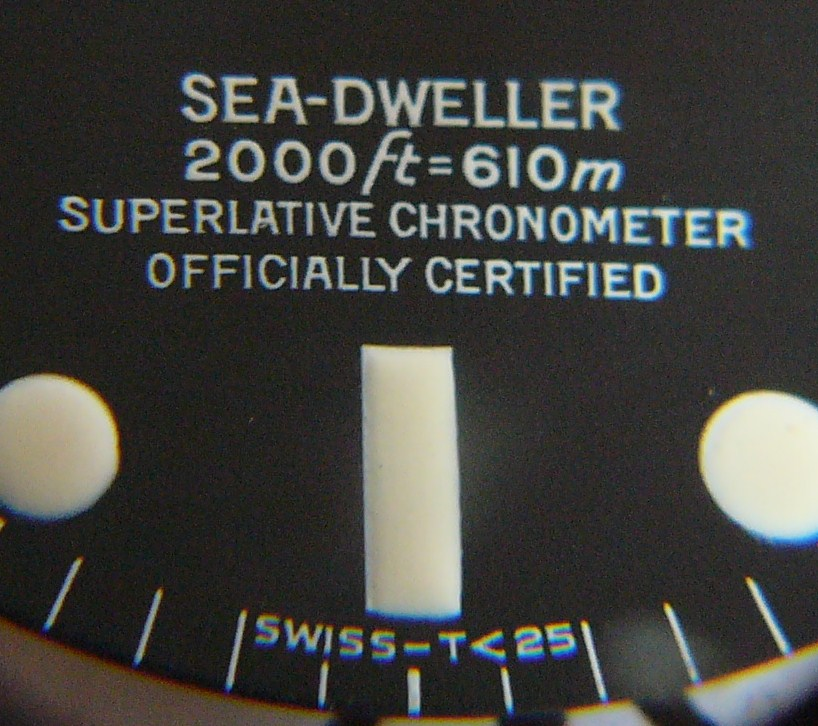 SEA-DWELLER
2000ft=610m
SUPERLATIVE CHRONOMETER
OFFICIALLY CERTIFIED
SWISS-T<25